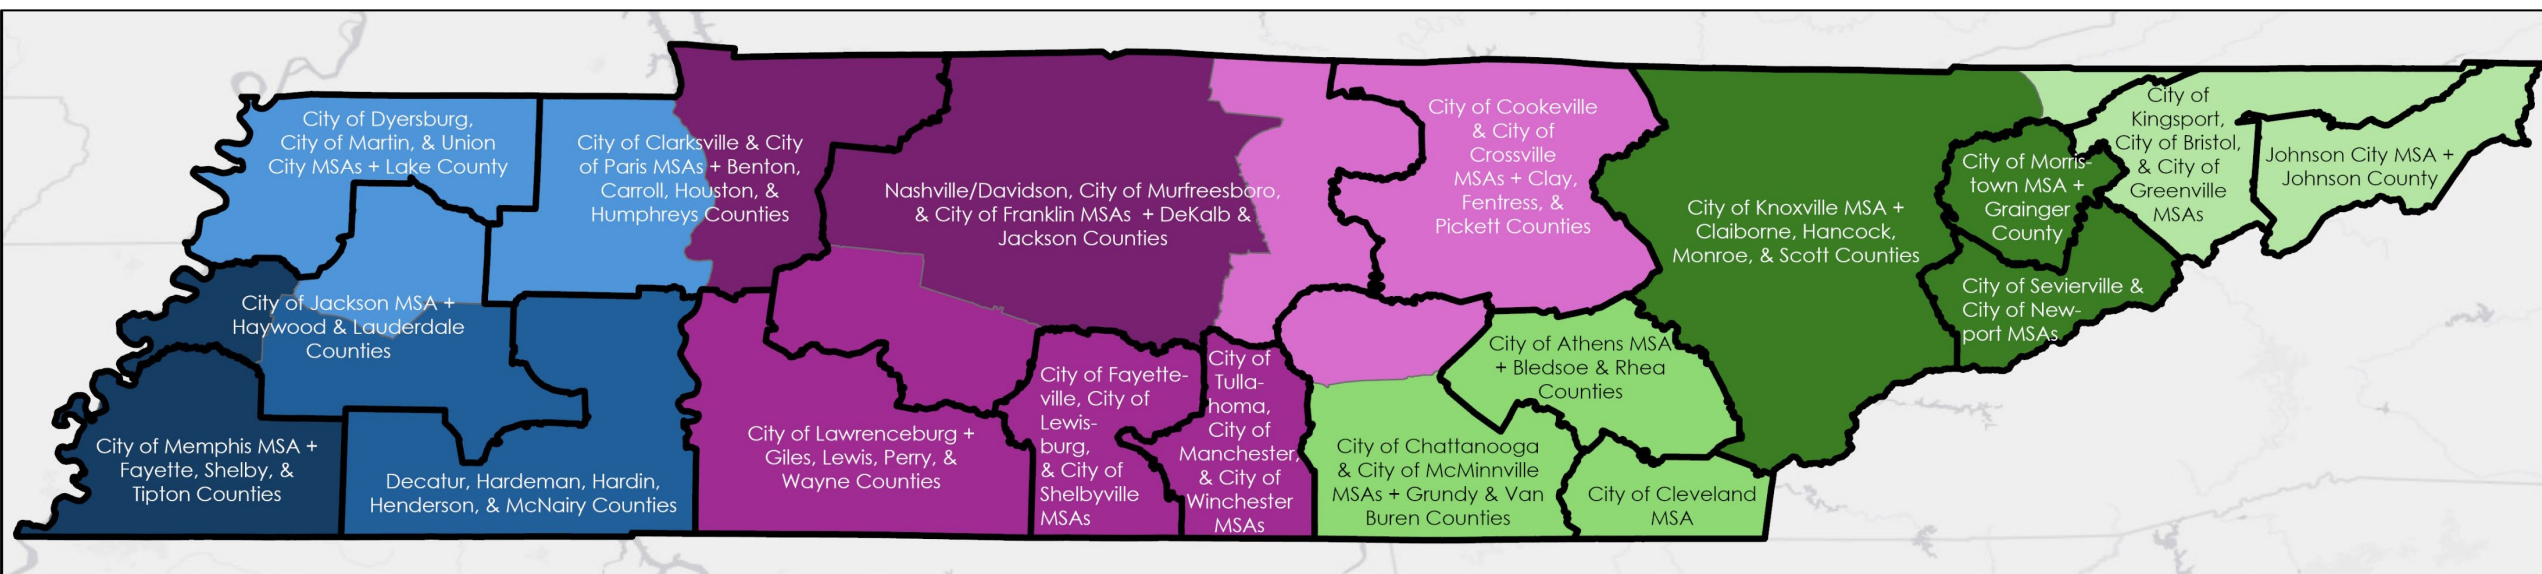 City of Dyersburg,
City of Martin, & Union
City MSAs + Lake County
City of Clarksville & City
of Paris MSAs + Benton,
Carroll, Houston, &
Humphreys Counties
Nashville/Davidson, City of Murfreesboro,
& City of Franklin MSAs + DeKalb &
Jackson Counties
City of Cookeville
& City of
Crossville
MSAs + Clay,
Fentress, &
Pickett Counties
City of Knoxville MSA +
Claiborne, Hancock,
Monroe, & Scott Counties
City of Morris-
town MSA +
Grainger
County
City of
Kingsport,
City of Bristol,
& City of
Greenville
MSAs
Johnson City MSA +
Johnson County
City of Sevierville &
City of New-
port MSAs
City of Jackson MSA +
Haywood & Lauderdale
Counties
City of Memphis MSA +
Fayette, Shelby, &
Tipton Counties
Decatur, Hardeman, Hardin,
Henderson, & McNairy Counties
City of Lawrenceburg +
Giles, Lewis, Perry, &
Wayne Counties
City of Fayette-
ville, City of
Lewis-
burg,
& City of
Shelbyville
MSAs
City of
Tulla-
homa,
City of
Manchester,
& City of
Winchester
MSAs
City of Athens MSA
+ Bledsoe & Rhea
Counties
City of Chattanooga
& City of McMinnville
MSAs + Grundy & Van
Buren Counties
City of Cleveland
MSA